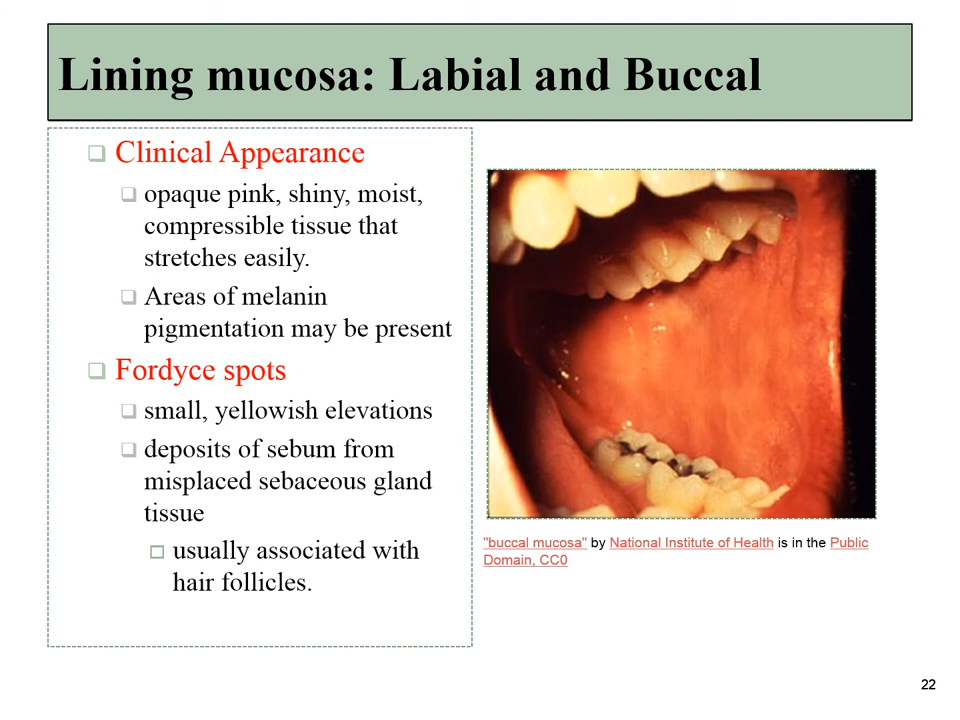 Lining mucosa: Labial and Buccal
Clinical Appearance
opaque pink, shiny, moist,
compressible tissue that
stretches easily.
Areas of melanin
pigmentation may be present
Fordyce spots
small, yellowish elevations
deposits of sebum from
misplaced sebaceous gland
tissue
usually associated with
hair follicles.
"buccal mucosa" by National Institute of Health is in the Public
Domain, CC0
22